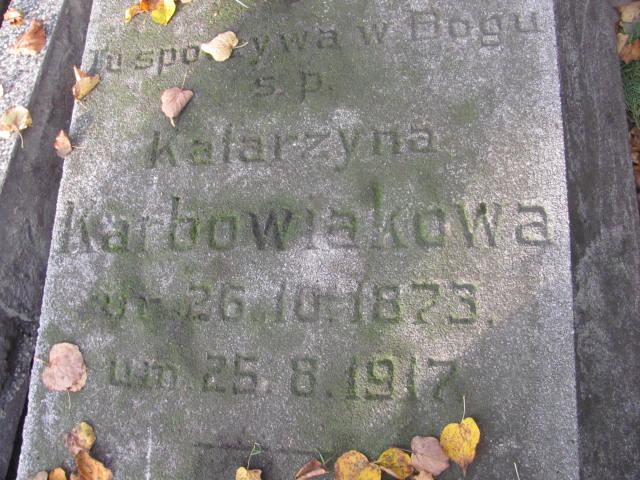 Tu spoczywa w Bogu
s. p.
Katarzyna
Karbowiakowa
ur. 26.10.1873.
um. 25.8.1917.